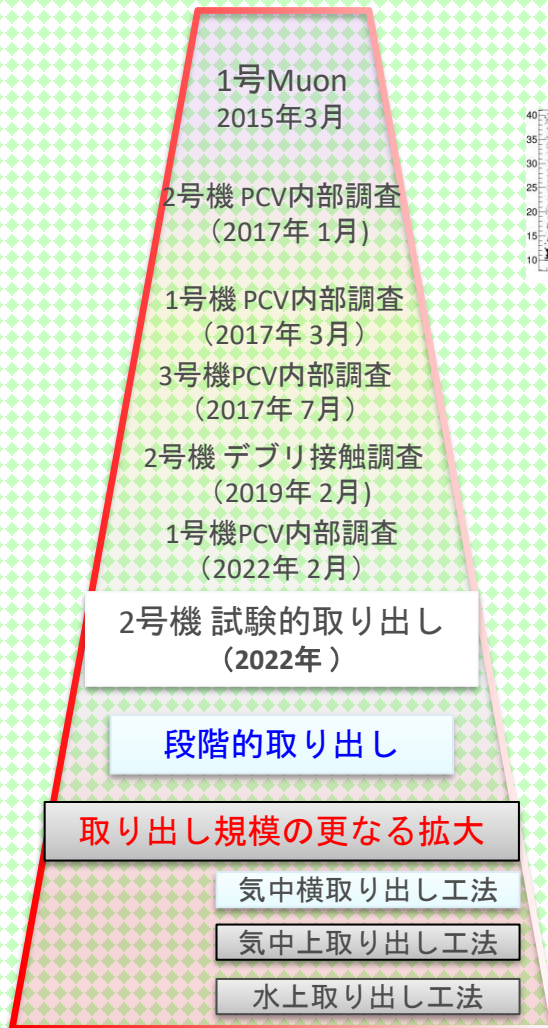 1号Muon
2015年3月
2号機 PCV内部調査
（2017年 1月)
1号機 PCV内部調査
（2017年 3月）
3号機PCV内部調査
（2017年 7月）
2号機 デブリ接触調査
（2019年 2月)
1号機PCV内部調査
（2022年 2月）
2号機 試験的取り出し
（2022年 ）
段階的取り出し
取り出し規模の更なる拡大
気中横取り出し工法
気中上取り出し工法
水上取り出し工法
40
35
30
25
20
15
10